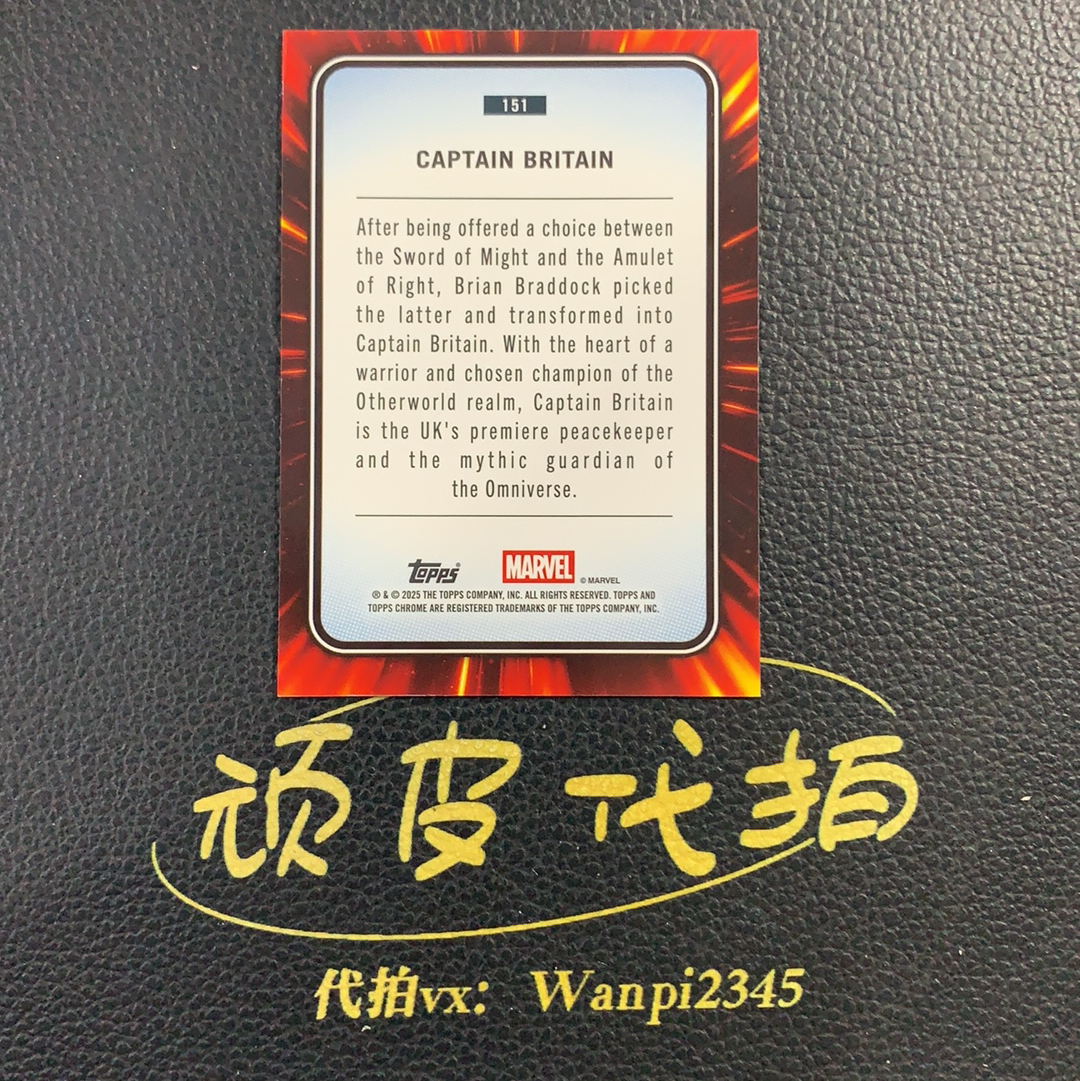 151
CAPTAIN BRITAIN
After being offered a choice between
the Sword of Might and the Amulet
of Right, Brian Braddock picked
the latter and transformed into
Captain Britain. With the heart of a
warrior and chosen champion of the
Otherworld realm, Captain Britain
is the UK's premiere peacekeeper
and the mythic guardian of
the Omniverse.
topps®
MARVEL © MARVEL
® & © 2025 THE TOPPS COMPANY, INC. ALL RIGHTS RESERVED. TOPPS AND
TOPPS CHROME ARE REGISTERED TRADEMARKS OF THE TOPPS COMPANY, INC.
顽皮代拍
代拍vx: Wanpi2345